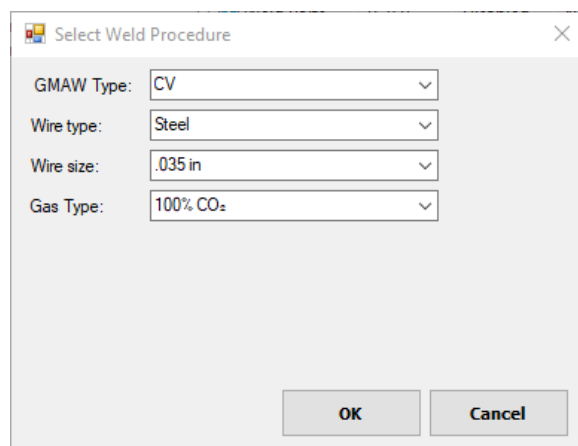 Select Weld Procedure
GMAW Type: CV
Wire type: Steel
Wire size: .035 in
Gas Type: 100% CO₂
OK Cancel